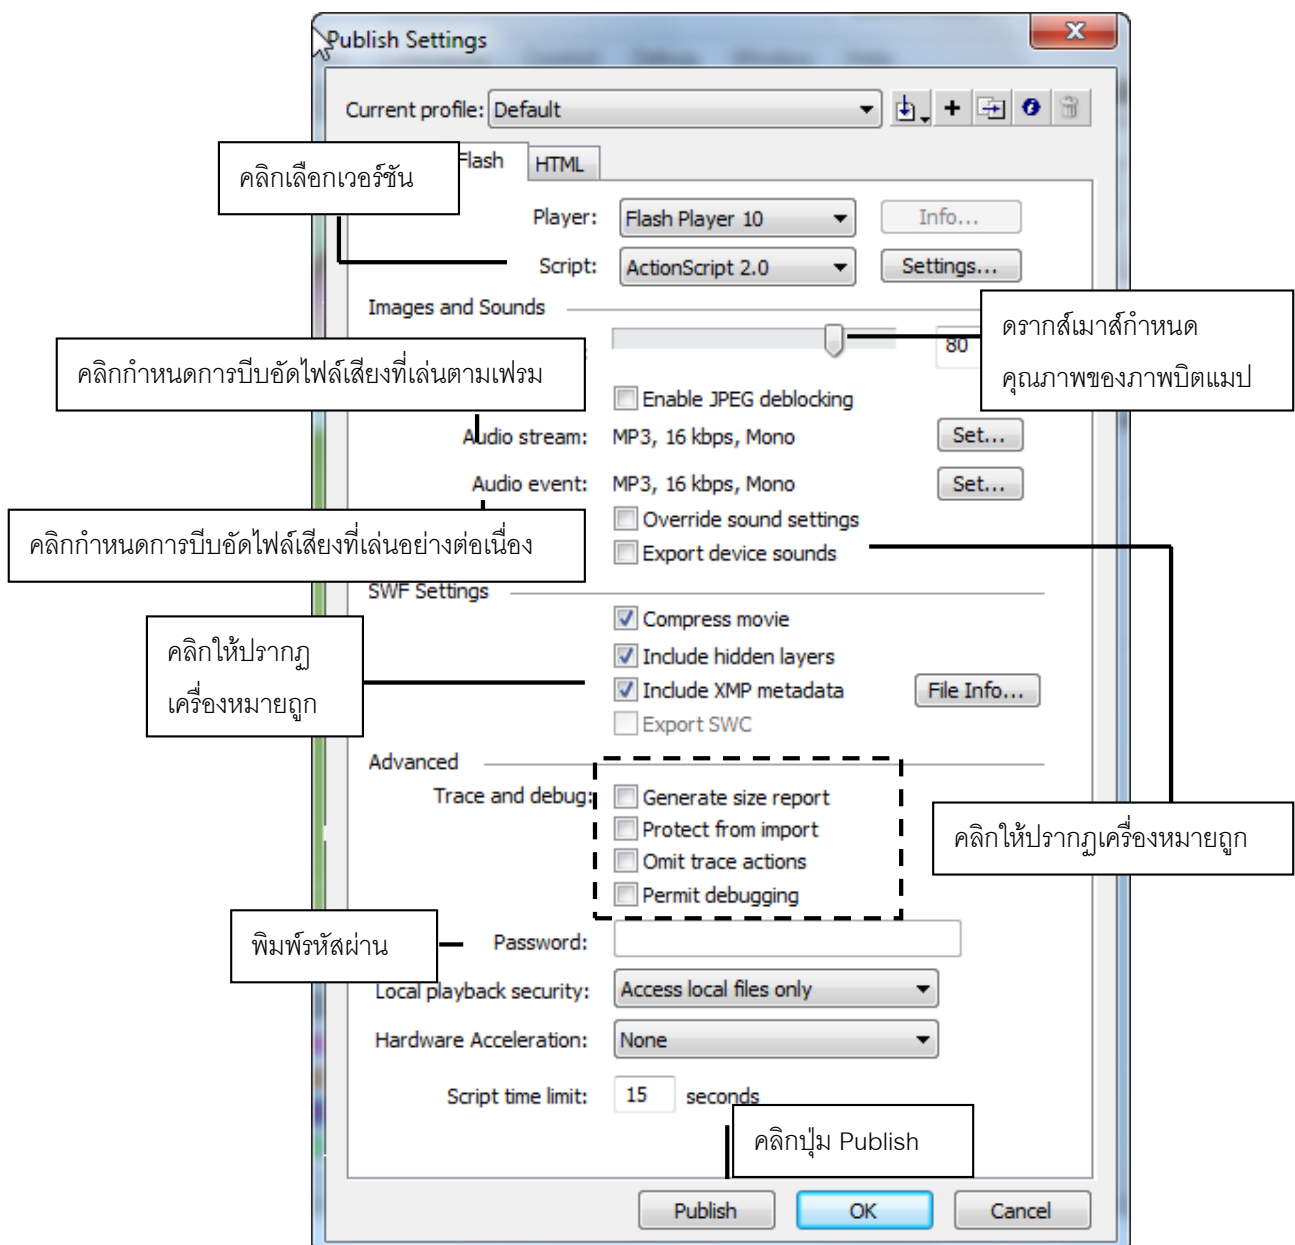 Publish Settings
Current profile: Default
คลิกเลือกเวอร์ชัน
Flash HTML
Player: Flash Player 10 Info...
Script: ActionScript 2.0 Settings...
Images and Sounds
ดรากส์เมาส์กำหนด
คุณภาพของภาพบิตแมป
80
คลิกกำหนดการบีบอัดไฟล์เสียงที่เล่นตามเฟรม
Enable JPEG deblocking
Audio stream: MP3, 16 kbps, Mono Set...
Audio event: MP3, 16 kbps, Mono Set...
Override sound settings
คลิกกำหนดการบีบอัดไฟล์เสียงที่เล่นอย่างต่อเนื่อง
Export device sounds
SWF Settings
Compress movie
คลิกให้ปรากฏ
เครื่องหมายถูก
Include hidden layers
Include XMP metadata File Info...
Export SWC
Advanced
Trace and debug: Generate size report
Protect from import
คลิกให้ปรากฏเครื่องหมายถูก
Omit trace actions
Permit debugging
พิมพ์รหัสผ่าน
Password:
Local playback security: Access local files only
Hardware Acceleration: None
Script time limit: 15 seconds
คลิกปุ่ม Publish
Publish OK Cancel